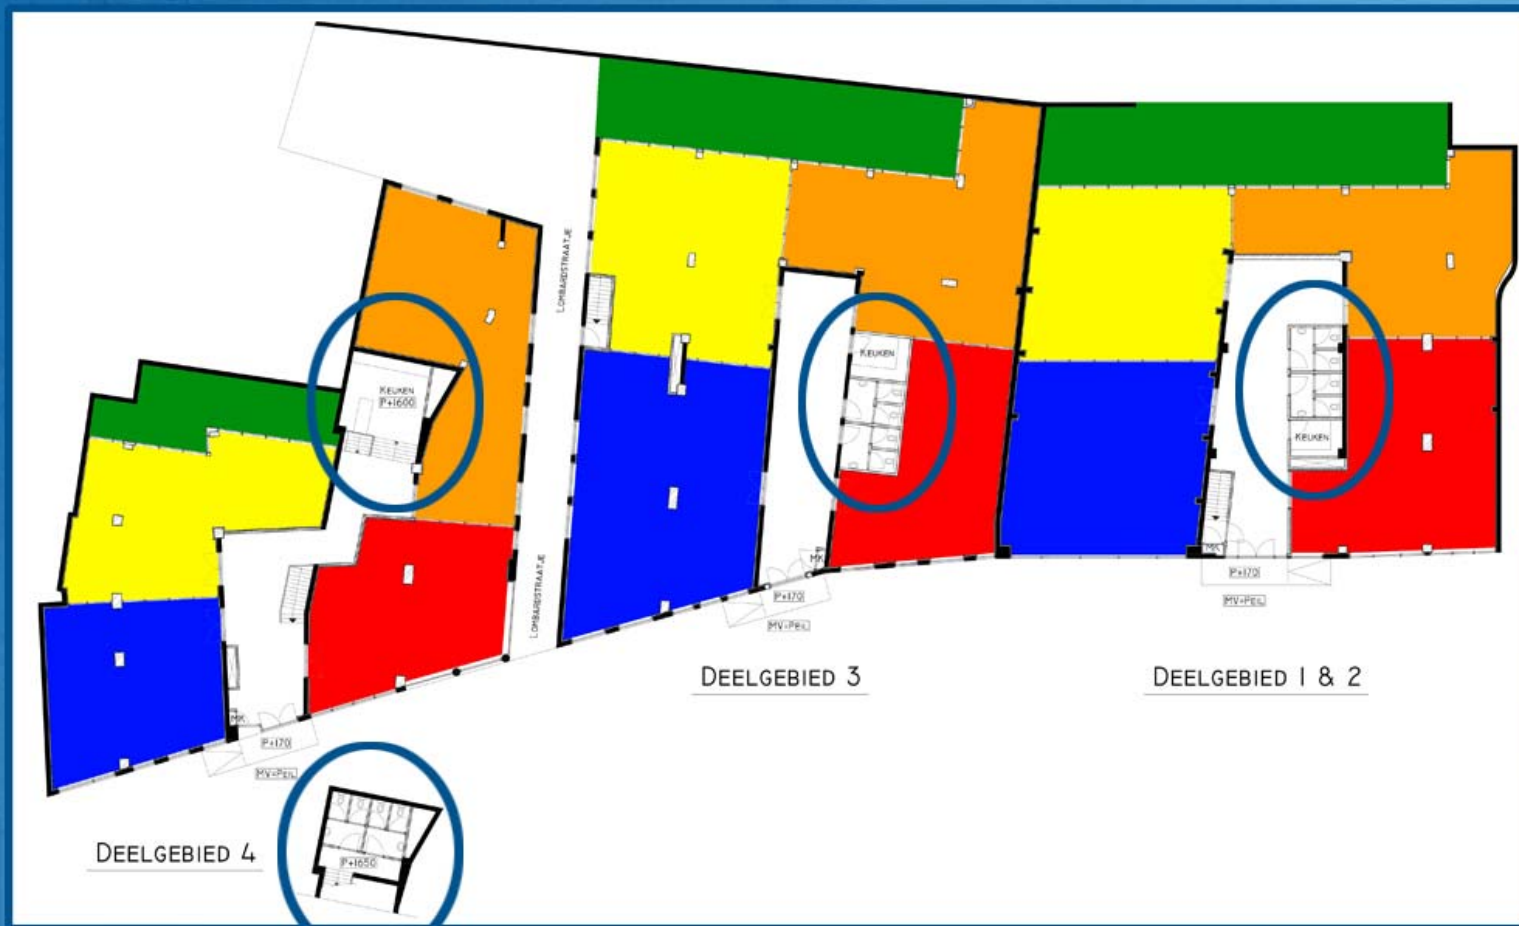 LOMBARDSTRAATJE
KEUKEN
KEUKEN
P+1600
KEUKEN
LOMBARDSTRAATJE
MK
MK
P+170
MV=PEIL
P+170
MV=PEIL
DEELGEBIED 3
DEELGEBIED 1 & 2
MK
P+170
MV=PEIL
DEELGEBIED 4
P+1650